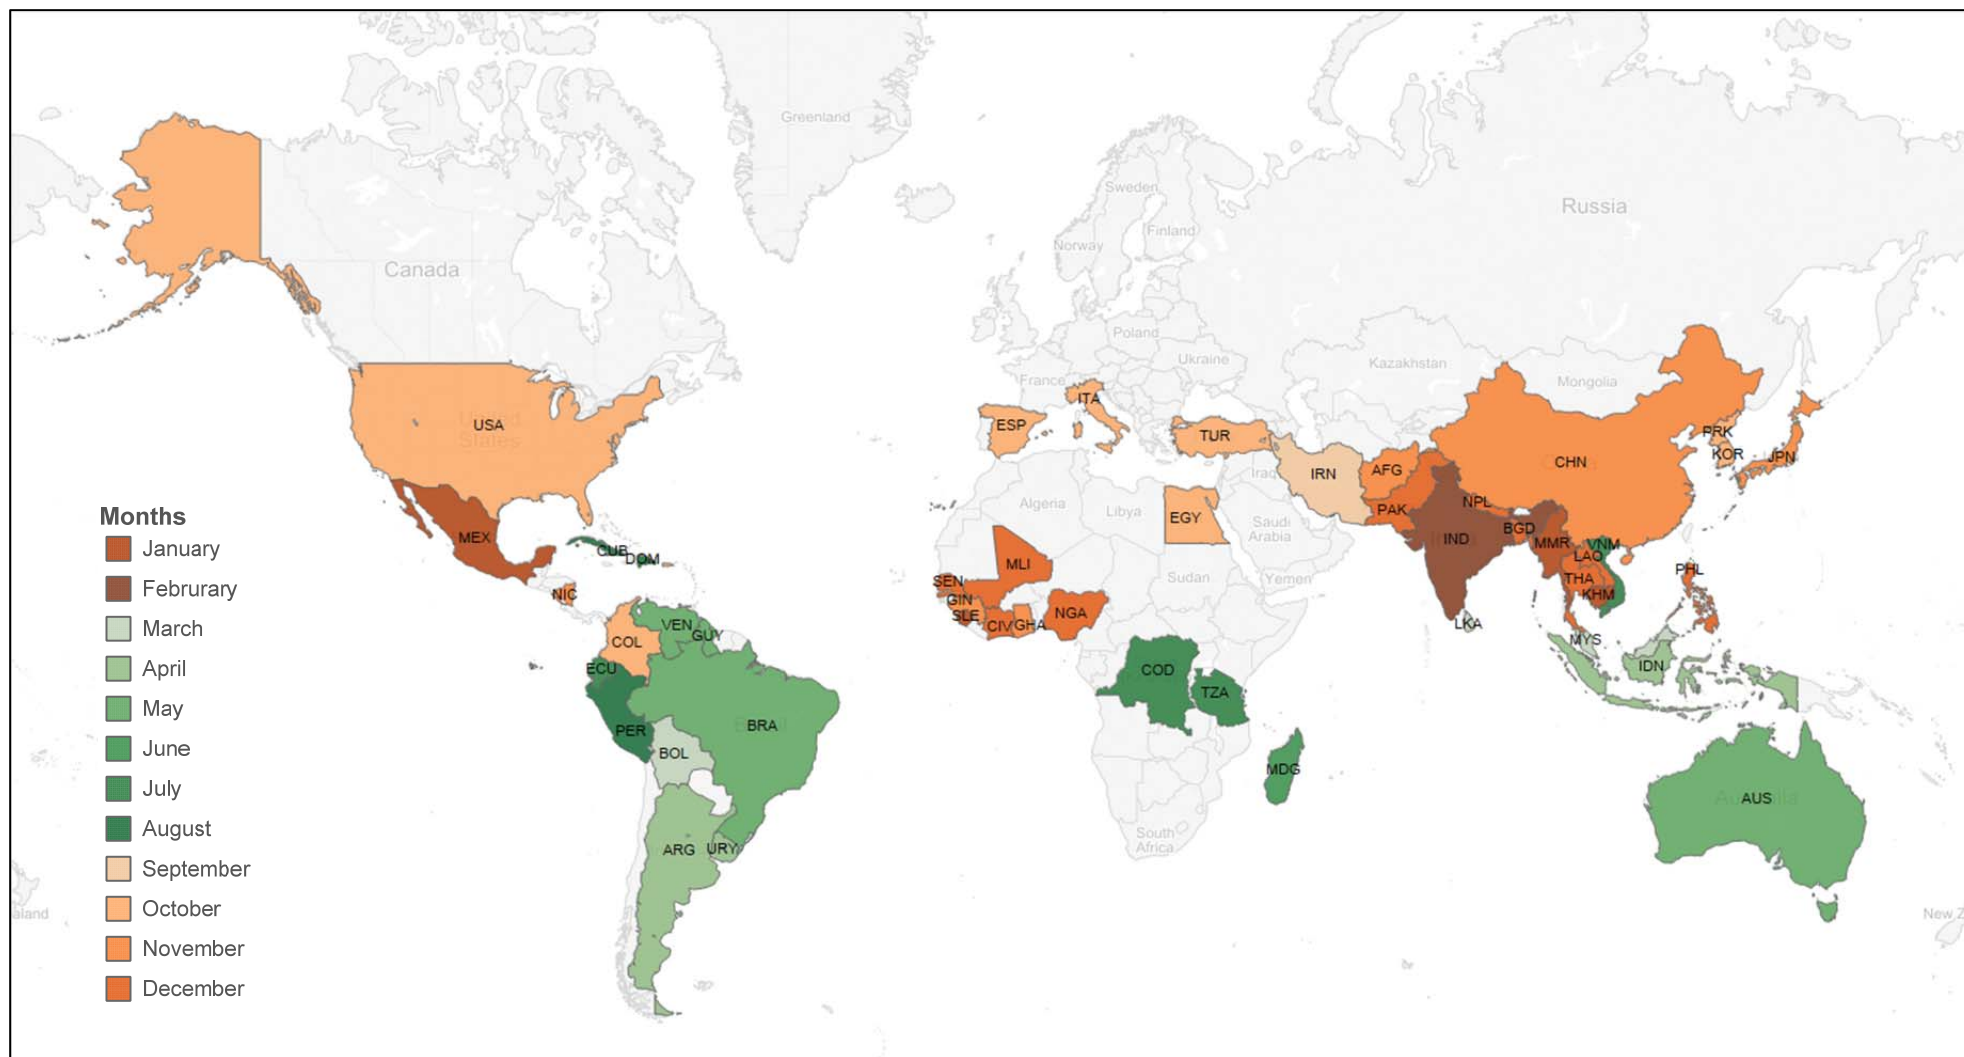 Greenland
Sweden
Russia
Finland
Norway
Canada
Poland
Ukraine
Kazakhstan
Mongolia
France
ITA
United
States
USA
ESP
TUR
PRK
KOR
JPN
CHN
IRN
AFG
Iraq
Algeria
Libya
EGY
Saudi
Arabia
PAK
NPL
BGD
IND
MMR
VNM
LAO
THA
KHM
PHL
MEX
CUB
DOM
NIC
MLI
SEN
GIN
SLE
CIV
GHA
NGA
Sudan
Yemen
LKA
MYS
IDN
VEN
GUY
COL
ECU
PER
BRA
BOL
COD
TZA
MDG
AUS
ARG
URY
South
Africa
aland
New Z
Months
January
Februrary
March
April
May
June
July
August
September
October
November
December